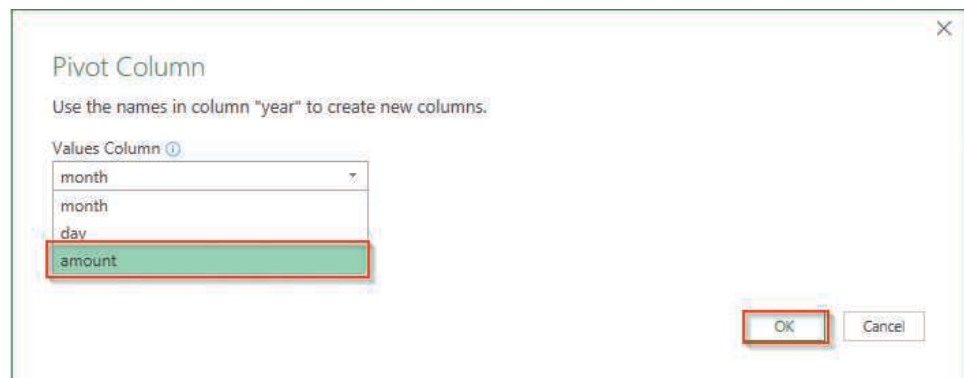 Pivot Column
Use the names in column "year" to create new columns.
Values Column
month
month
day
amount
OK
Cancel